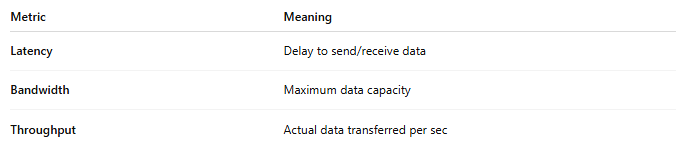 Metric Meaning
Latency Delay to send/receive data
Bandwidth Maximum data capacity
Throughput Actual data transferred per sec